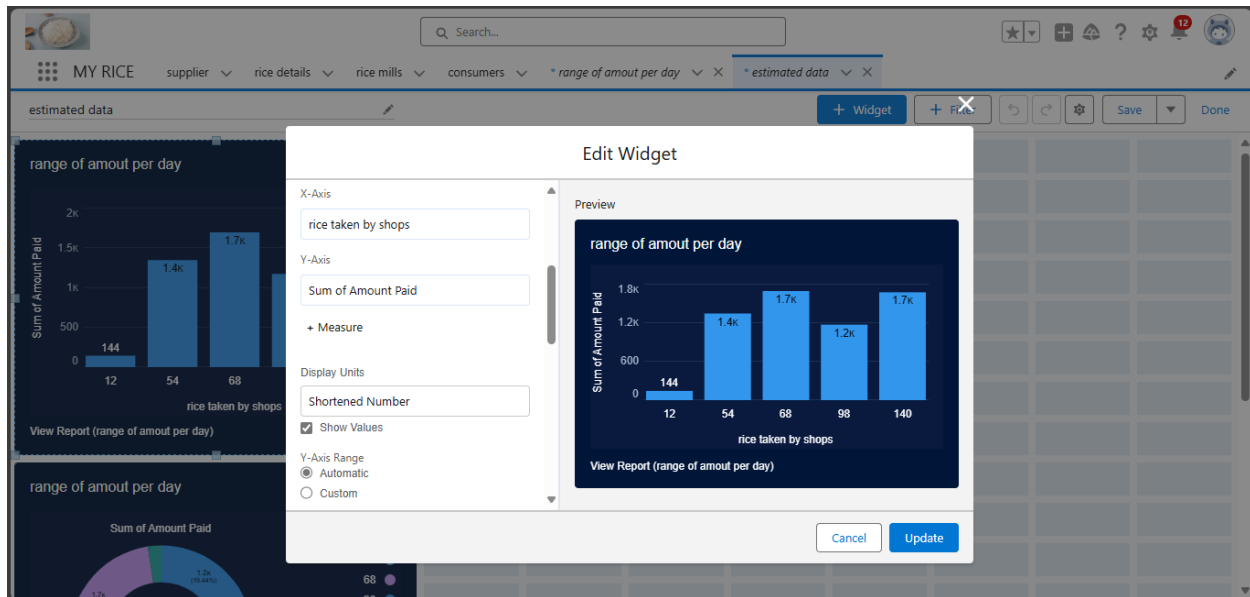 Search...
12
MY RICE
supplier
rice details
rice mills
consumers
* range of amout per day
* estimated data
estimated data
+ Widget
+ Filter
Save
Done
range of amout per day
Sum of Amount Paid
2K
1.5K
1K
500
0
144
1.4K
1.7K
12
54
68
rice taken by shops
View Report (range of amout per day)
range of amout per day
Sum of Amount Paid
1.2K
1.7K
68
Edit Widget
X-Axis
rice taken by shops
Y-Axis
Sum of Amount Paid
+ Measure
Display Units
Shortened Number
Show Values
Y-Axis Range
Automatic
Custom
Preview
range of amout per day
Sum of Amount Paid
1.8K
1.2K
600
0
144
1.4K
1.7K
1.2K
1.7K
12
54
68
98
140
rice taken by shops
View Report (range of amout per day)
Cancel
Update